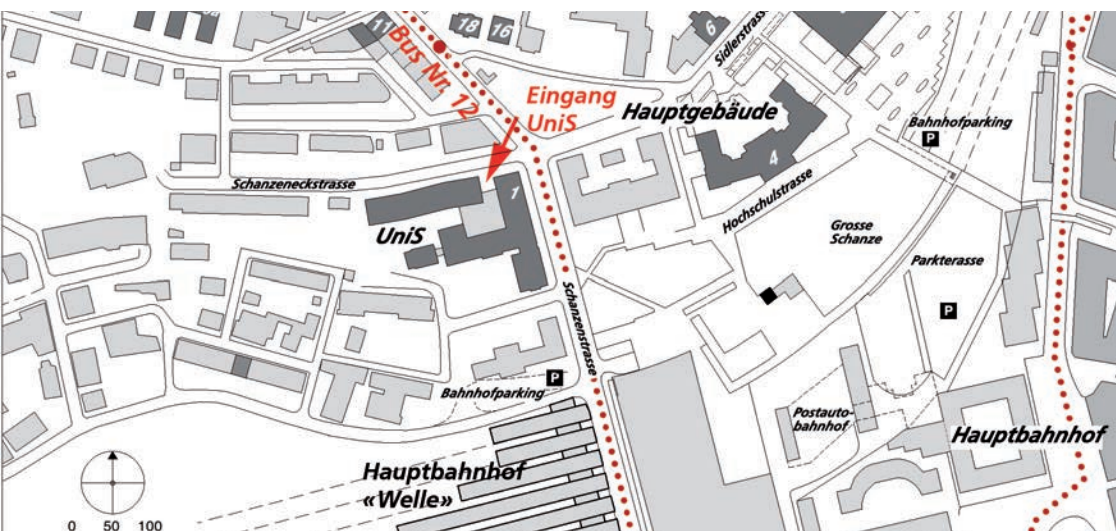 11
18
16
6
Sidlerstrasse
Bus Nr. 12
Eingang
UniS
Hauptgebäude
Bahnhofparking
P
4
Schanzeneckstrasse
1
Hochschulstrasse
UniS
Grosse
Schanze
Parkterasse
Schanzenstrasse
P
Bahnhofparking
P
Postauto-
bahnhof
Hauptbahnhof
Hauptbahnhof
«Welle»
0 50 100